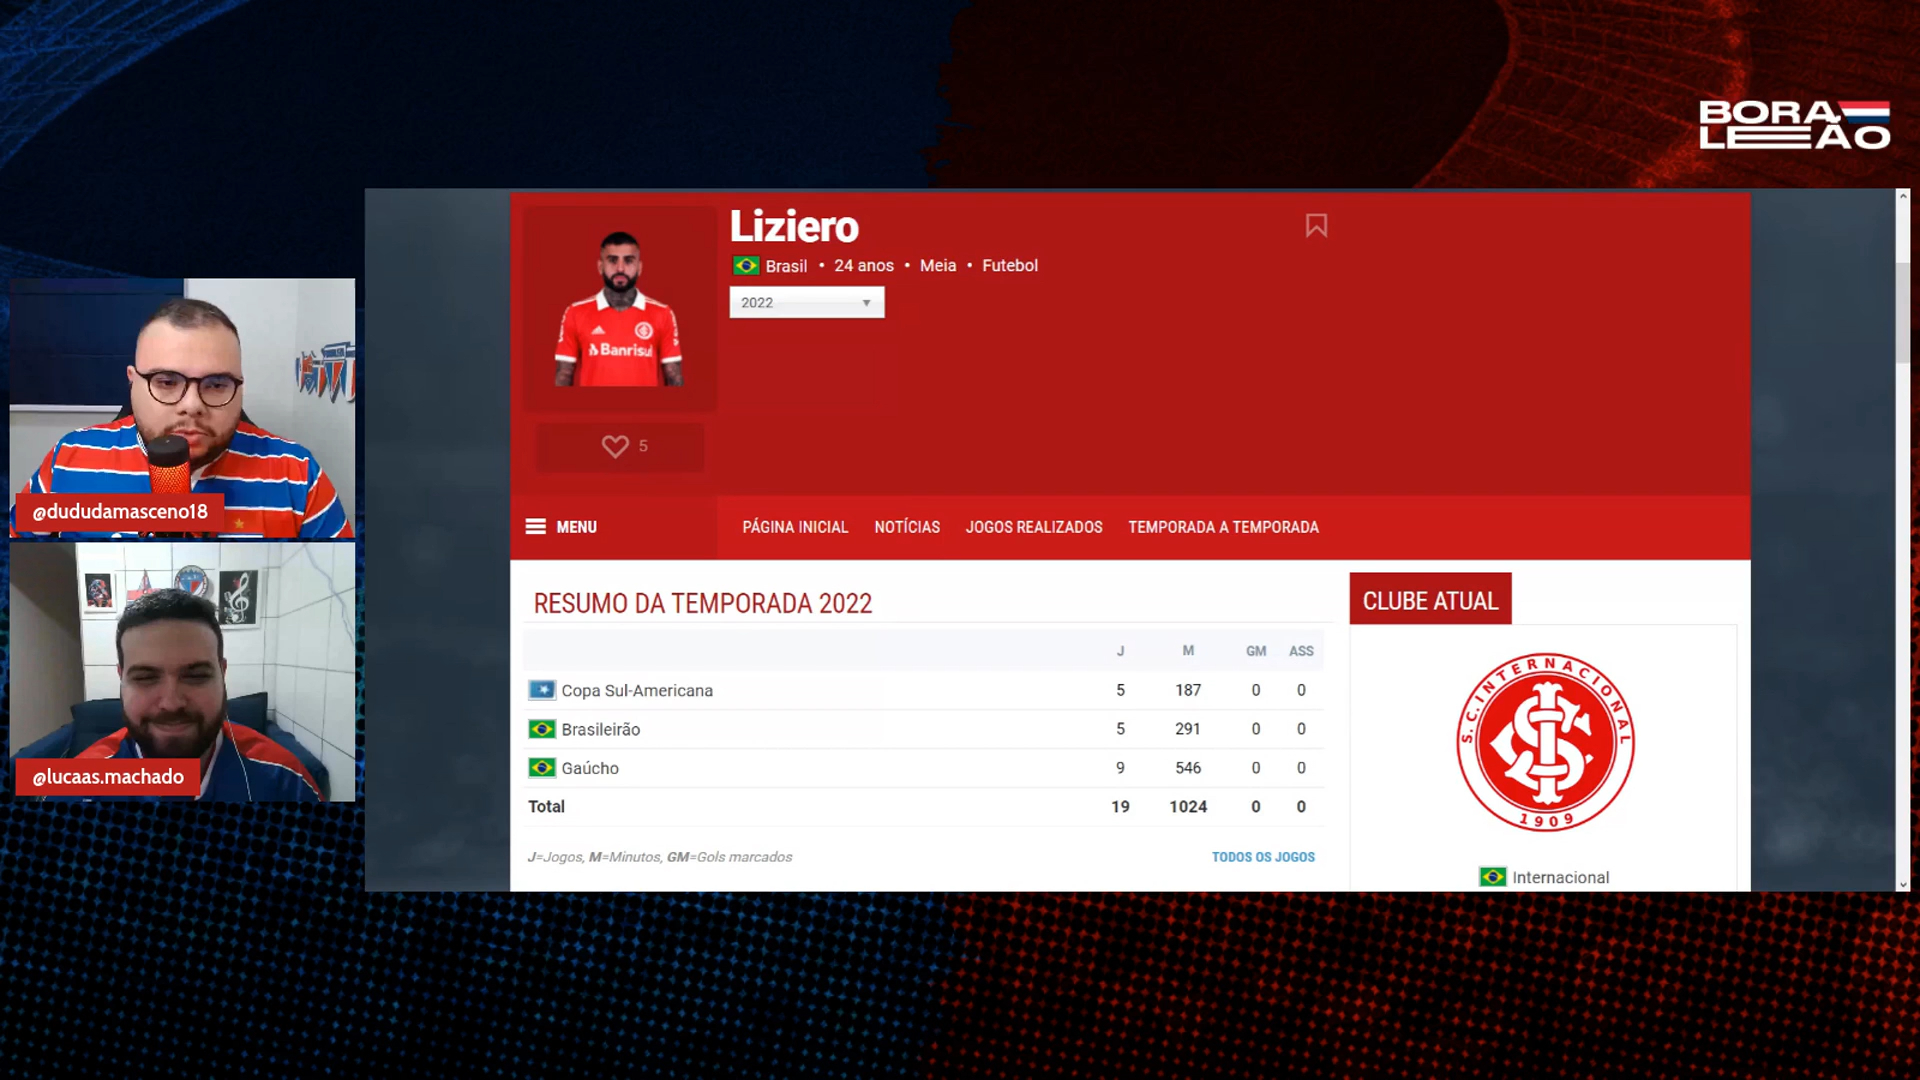 BORA
LEÃO
Liziero
Brasil • 24 anos • Meia • Futebol
2022
Banrisul
5
MENU
PÁGINA INICIAL NOTÍCIAS JOGOS REALIZADOS TEMPORADA A TEMPORADA
RESUMO DA TEMPORADA 2022
J M GM ASS
Copa Sul-Americana 5 187 0 0
Brasileirão 5 291 0 0
Gaúcho 9 546 0 0
Total 19 1024 0 0
J=Jogos, M=Minutos, GM=Gols marcados
TODOS OS JOGOS
CLUBE ATUAL
S.C. INTERNACIONAL
1909
Internacional
@dududamasceno18
@lucaas.machado